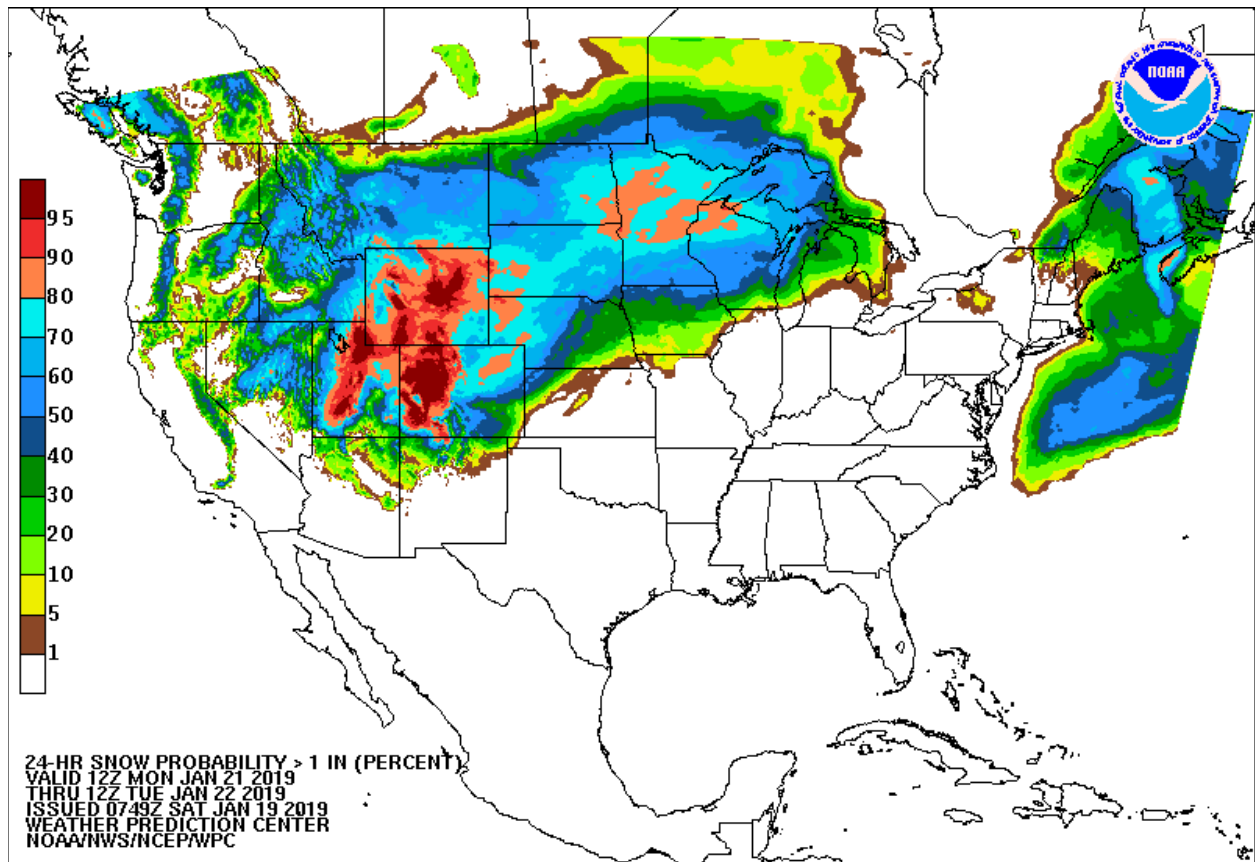 NOAA
95
90
80
70
60
50
40
30
20
10
5
1
24-HR SNOW PROBABILITY > 1 IN (PERCENT)
VALID 12Z MON JAN 21 2019
THRU 12Z TUE JAN 22 2019
ISSUED 0749Z SAT JAN 19 2019
WEATHER PREDICTION CENTER
NOAA/NWS/NCEP/WPC